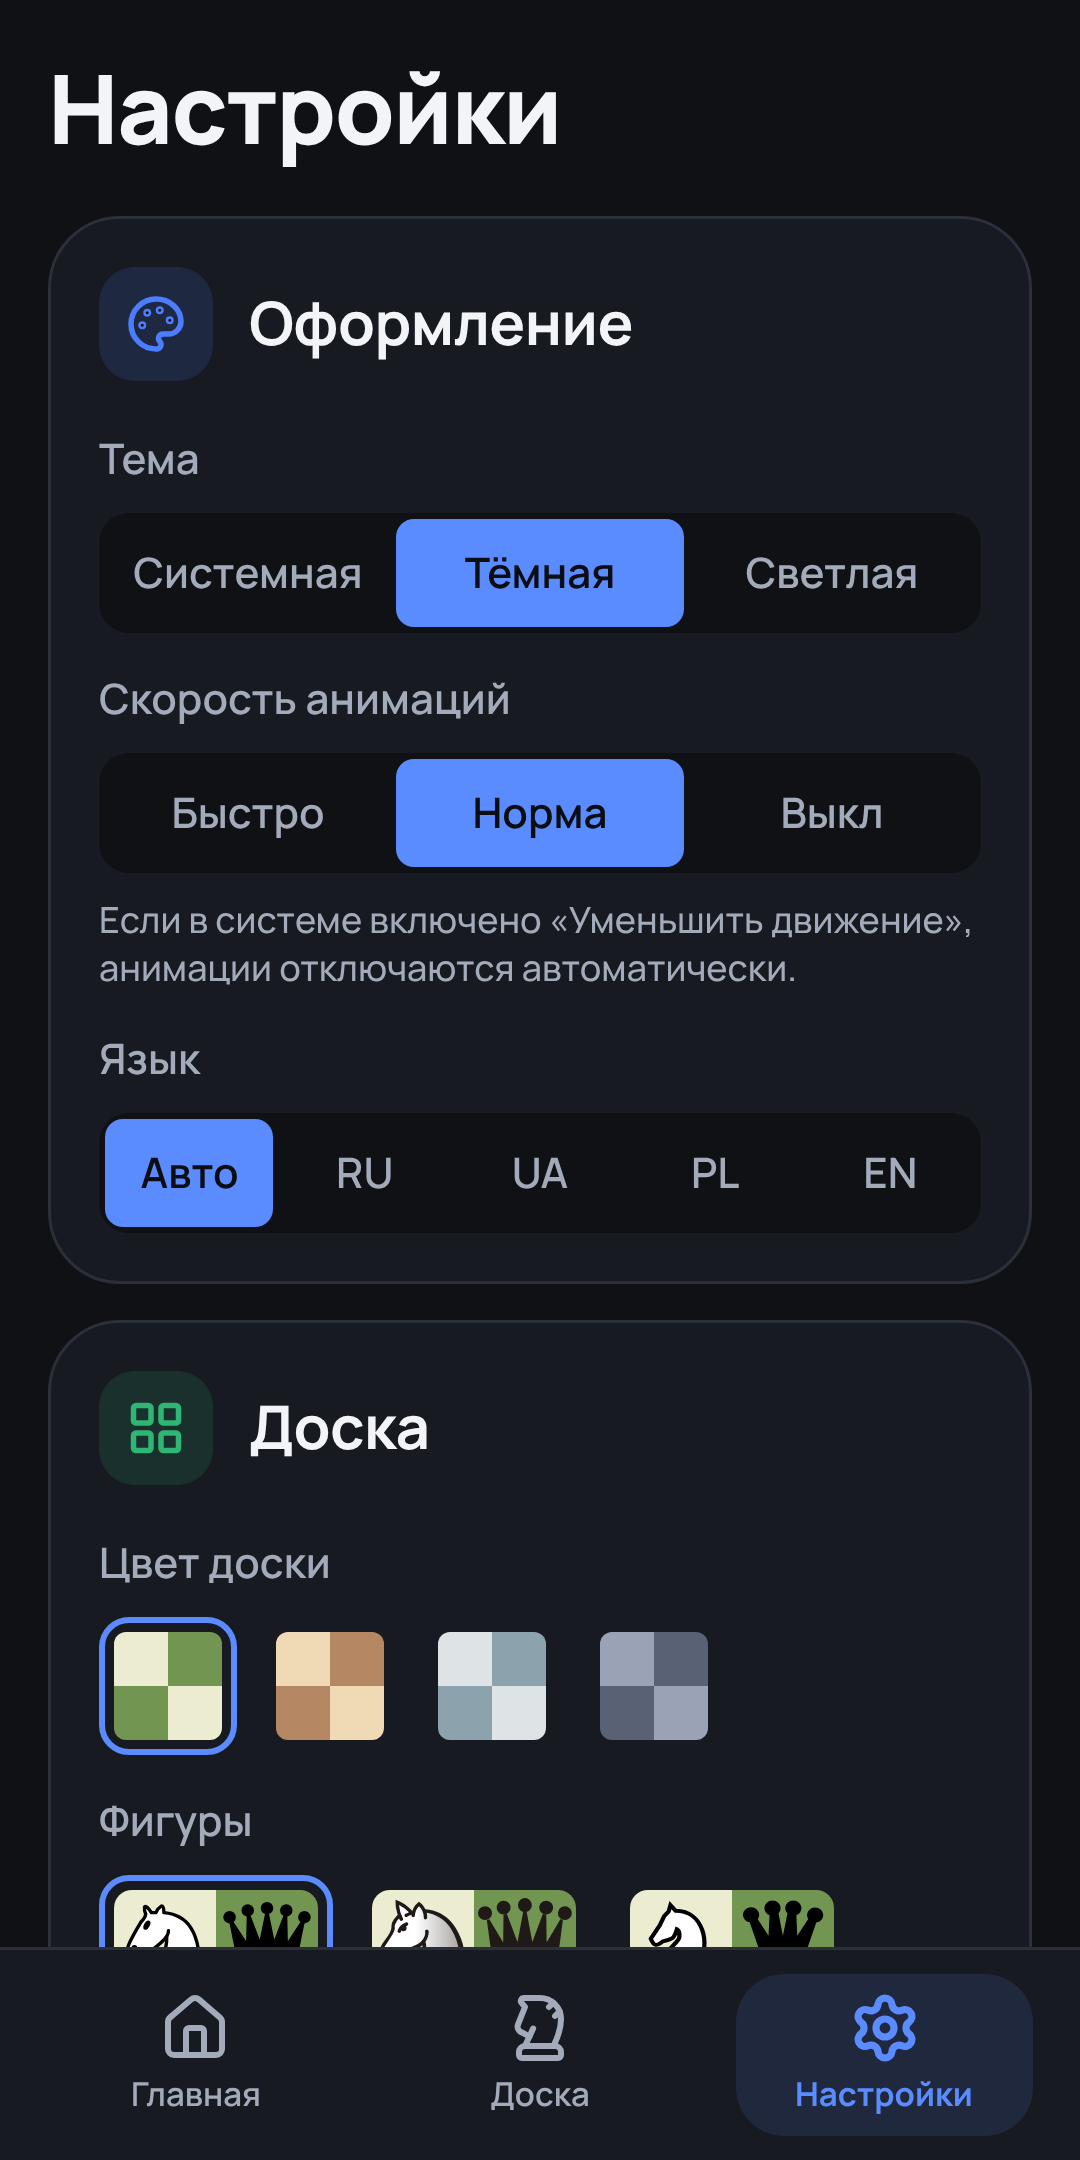 Настройки
Оформление
Тема
Системная Тёмная Светлая
Скорость анимаций
Быстро Норма Выкл
Если в системе включено «Уменьшить движение»,
анимации отключаются автоматически.
Язык
Авто RU UA PL EN
Доска
Цвет доски
Фигуры
Главная Доска Настройки